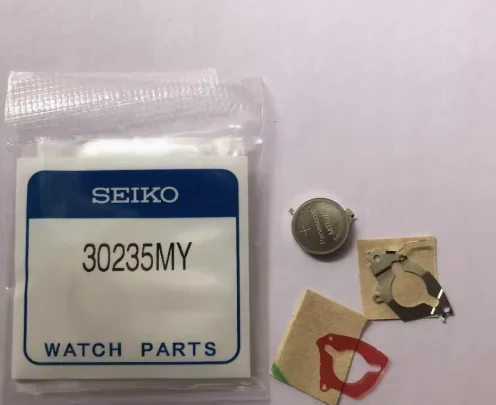 SEIKO
30235MY
WATCH PARTS
+